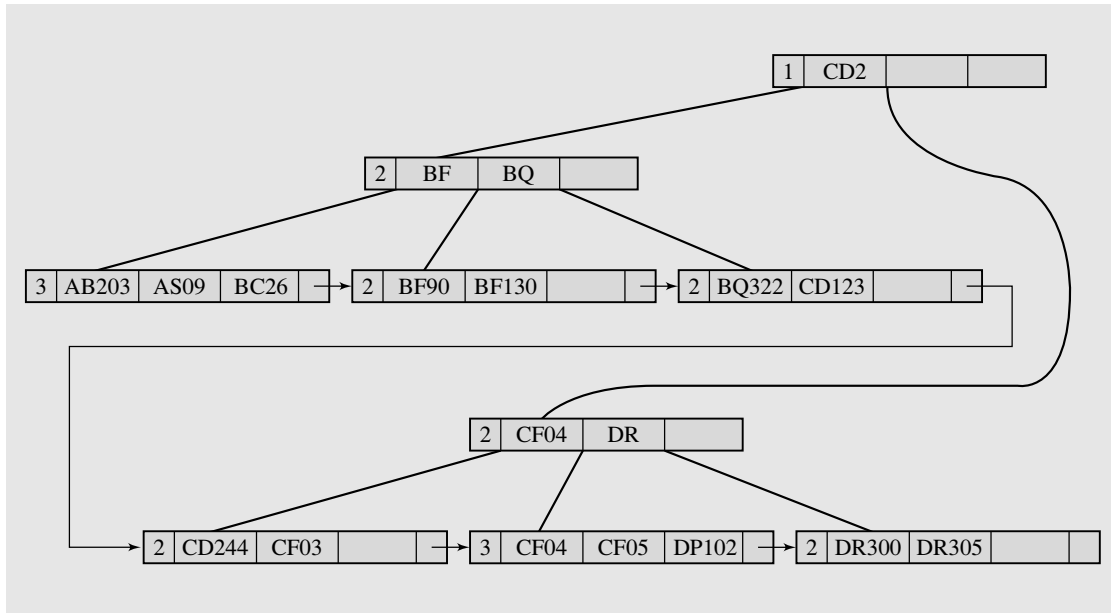 1 CD2
2 BF BQ
3 AB203 AS09 BC26
2 BF90 BF130
2 BQ322 CD123
2 CF04 DR
2 CD244 CF03
3 CF04 CF05 DP102
2 DR300 DR305